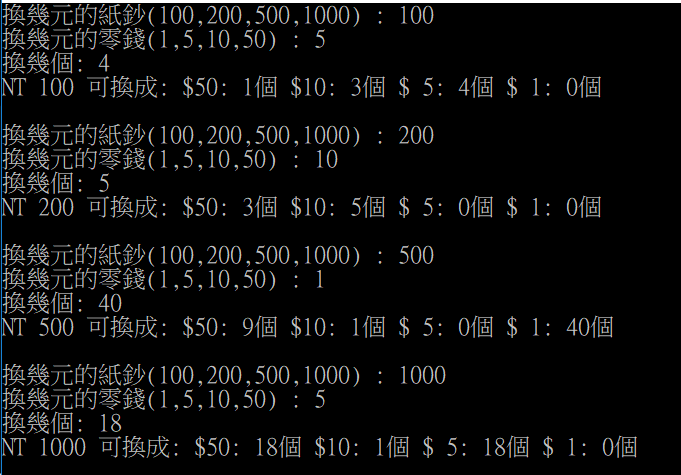 換幾元的紙鈔(100,200,500,1000) : 100
換幾元的零錢(1,5,10,50) : 5
換幾個: 4
NT 100 可換成: $50: 1個 $10: 3個 $ 5: 4個 $ 1: 0個
換幾元的紙鈔(100,200,500,1000) : 200
換幾元的零錢(1,5,10,50) : 10
換幾個: 5
NT 200 可換成: $50: 3個 $10: 5個 $ 5: 0個 $ 1: 0個
換幾元的紙鈔(100,200,500,1000) : 500
換幾元的零錢(1,5,10,50) : 1
換幾個: 40
NT 500 可換成: $50: 9個 $10: 1個 $ 5: 0個 $ 1: 40個
換幾元的紙鈔(100,200,500,1000) : 1000
換幾元的零錢(1,5,10,50) : 5
換幾個: 18
NT 1000 可換成: $50: 18個 $10: 1個 $ 5: 18個 $ 1: 0個